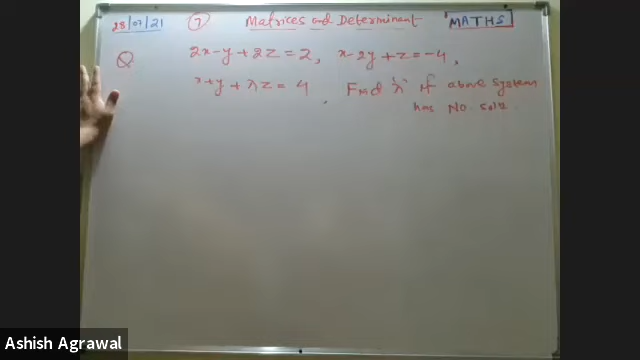 28/07/21 7 Matrices and Determinant MATHS
Q 2x-y+2z=2, x-2y+z=-4,
x+y+λz=4, Find 'λ' if above system
has No soln
Ashish Agrawal